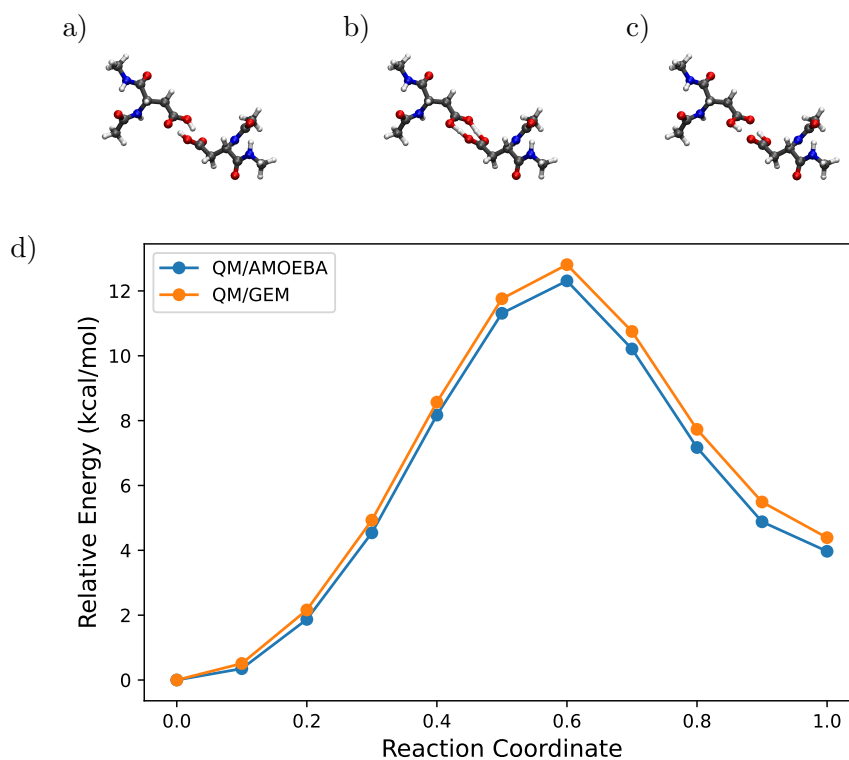 a)
b)
c)
d)
QM/AMOEBA
QM/GEM
Relative Energy (kcal/mol)
12
10
8
6
4
2
0
0.0
0.2
0.4
0.6
0.8
1.0
Reaction Coordinate